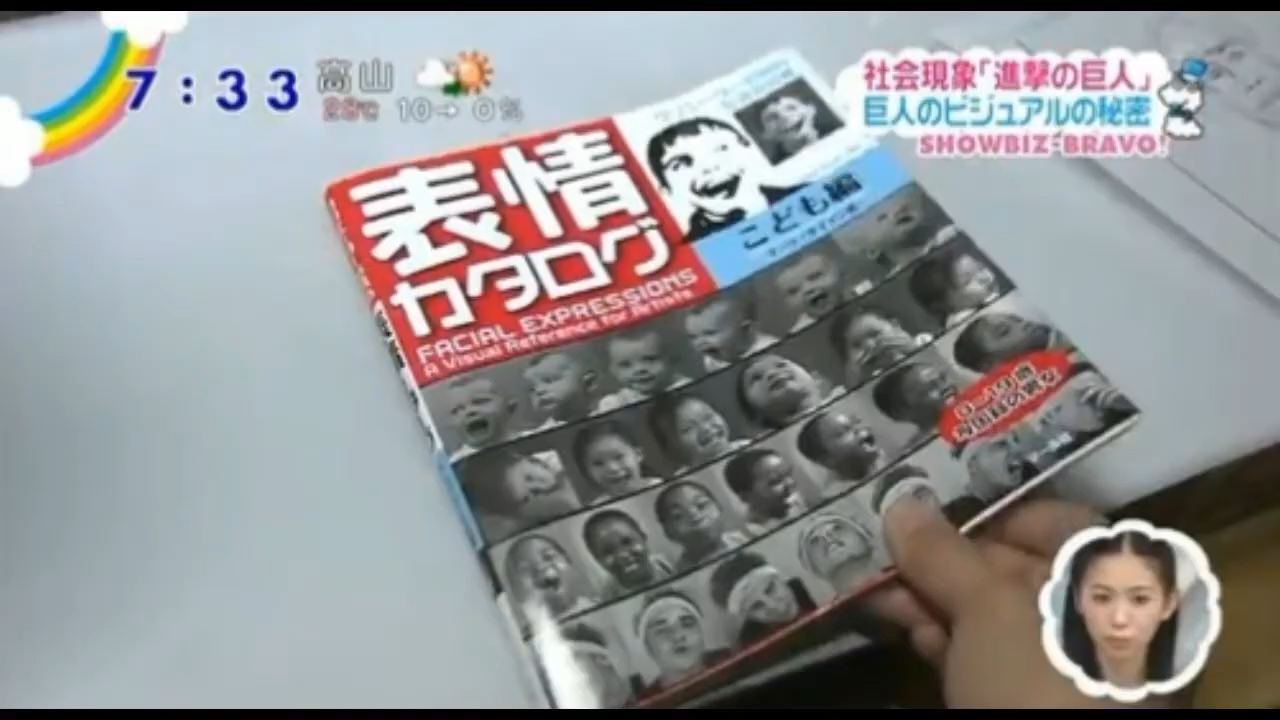 7:33
高山
28℃ 10→ 0%
社会現象「進撃の巨人」
巨人のビジュアルの秘密
SHOWBIZ-BRAVO!
表情
カタログ
FACIAL EXPRESSIONS
A Visual Reference for Artists
こども編